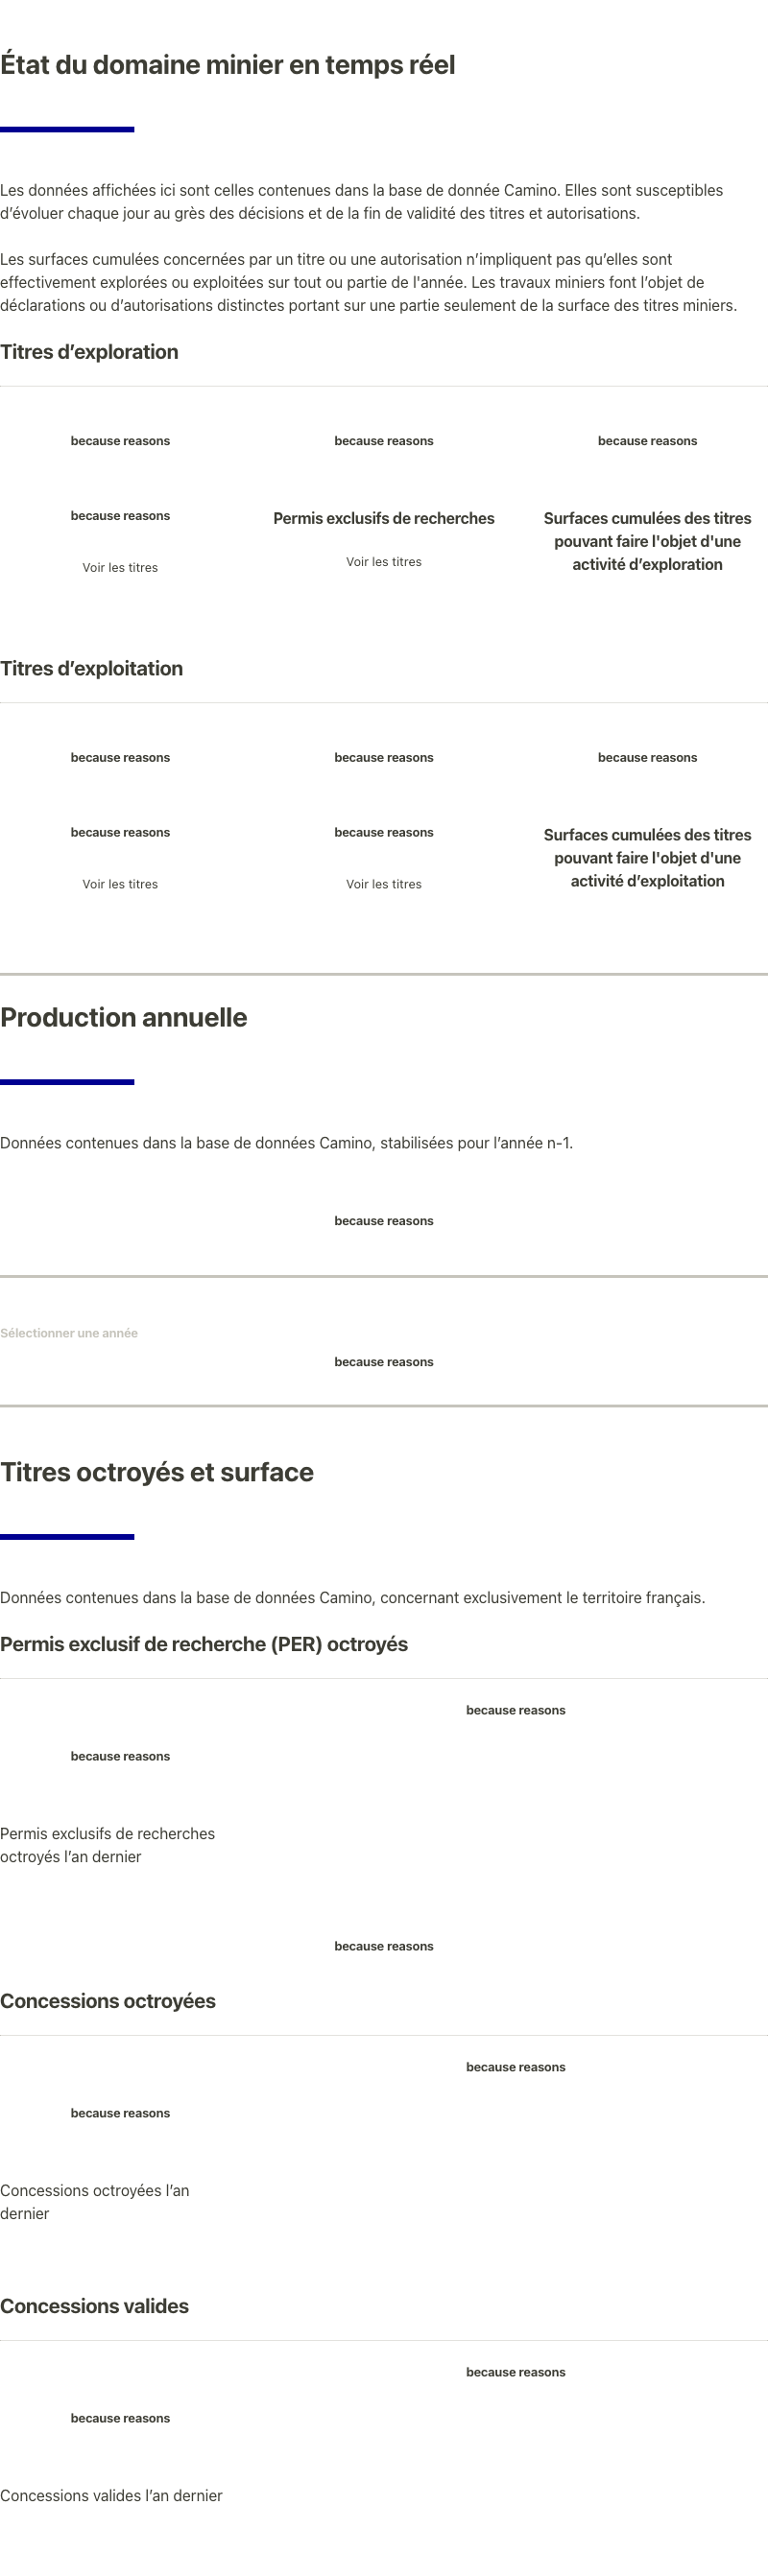 État du domaine minier en temps réel
Les données affichées ici sont celles contenues dans la base de donnée Camino. Elles sont susceptibles
d’évoluer chaque jour au grès des décisions et de la fin de validité des titres et autorisations.
Les surfaces cumulées concernées par un titre ou une autorisation n’impliquent pas qu’elles sont
effectivement explorées ou exploitées sur tout ou partie de l'année. Les travaux miniers font l’objet de
déclarations ou d’autorisations distinctes portant sur une partie seulement de la surface des titres miniers.
Titres d’exploration
because reasons
because reasons
because reasons
because reasons
Voir les titres
Permis exclusifs de recherches
Voir les titres
Surfaces cumulées des titres
pouvant faire l'objet d'une
activité d’exploration
Titres d’exploitation
because reasons
because reasons
because reasons
because reasons
Voir les titres
because reasons
Voir les titres
Surfaces cumulées des titres
pouvant faire l'objet d'une
activité d’exploitation
Production annuelle
Données contenues dans la base de données Camino, stabilisées pour l’année n-1.
because reasons
Sélectionner une année
because reasons
Titres octroyés et surface
Données contenues dans la base de données Camino, concernant exclusivement le territoire français.
Permis exclusif de recherche (PER) octroyés
because reasons
because reasons
Permis exclusifs de recherches
octroyés l’an dernier
because reasons
Concessions octroyées
because reasons
because reasons
Concessions octroyées l’an
dernier
Concessions valides
because reasons
because reasons
Concessions valides l’an dernier